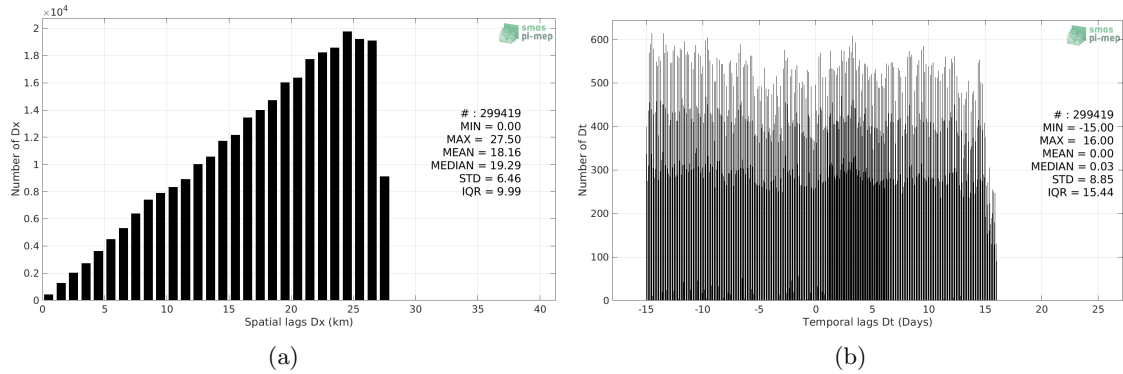 ×10⁴
2
1.8
1.6
1.4
1.2
1
0.8
0.6
0.4
0.2
0
Number of Dx
smos
pi-mep
# : 299419
MIN = 0.00
MAX = 27.50
MEAN = 18.16
MEDIAN = 19.29
STD = 6.46
IQR = 9.99
0 5 10 15 20 25 30 35 40
Spatial lags Dx (km)
(a)
600
500
400
300
200
100
0
Number of Dt
smos
pi-mep
# : 299419
MIN = -15.00
MAX = 16.00
MEAN = 0.00
MEDIAN = 0.03
STD = 8.85
IQR = 15.44
-15 -10 -5 0 5 10 15 20 25
Temporal lags Dt (Days)
(b)